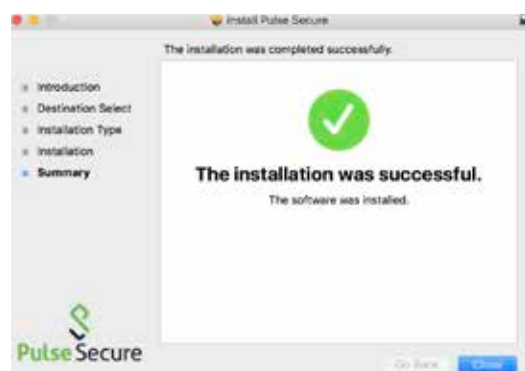 Install Pulse Secure
The installation was completed successfully.
Introduction
Destination Select
Installation Type
Installation
Summary
The installation was successful.
The software was installed.
Pulse Secure
Go Back
Close